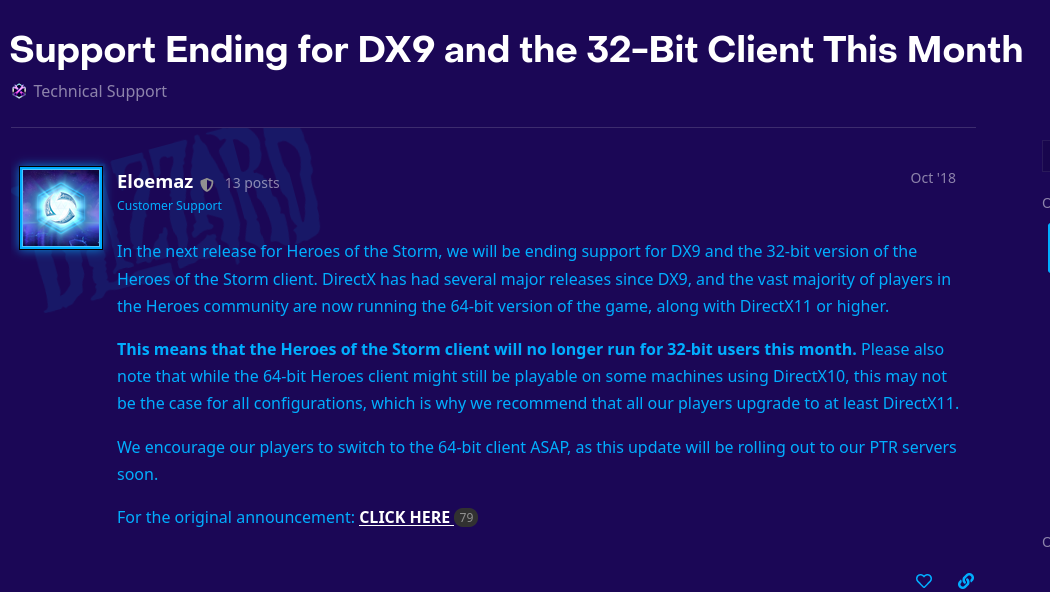 Support Ending for DX9 and the 32-Bit Client This Month
Technical Support
BLIZZARD
Eloemaz 13 posts
Oct '18
Customer Support
In the next release for Heroes of the Storm, we will be ending support for DX9 and the 32-bit version of the
Heroes of the Storm client. DirectX has had several major releases since DX9, and the vast majority of players in
the Heroes community are now running the 64-bit version of the game, along with DirectX11 or higher.
This means that the Heroes of the Storm client will no longer run for 32-bit users this month. Please also
note that while the 64-bit Heroes client might still be playable on some machines using DirectX10, this may not
be the case for all configurations, which is why we recommend that all our players upgrade to at least DirectX11.
We encourage our players to switch to the 64-bit client ASAP, as this update will be rolling out to our PTR servers
soon.
For the original announcement: CLICK HERE 79